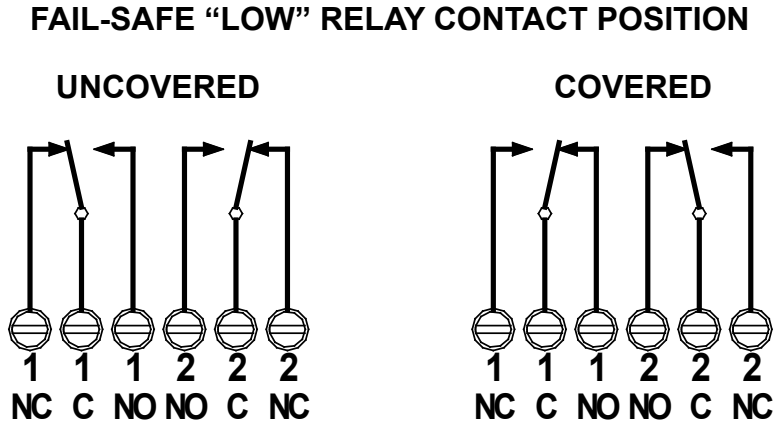 FAIL-SAFE “LOW” RELAY CONTACT POSITION
UNCOVERED COVERED
1 1 1 2 2 2 1 1 1 2 2 2
NC C NO NO C NC NC C NO NO C NC